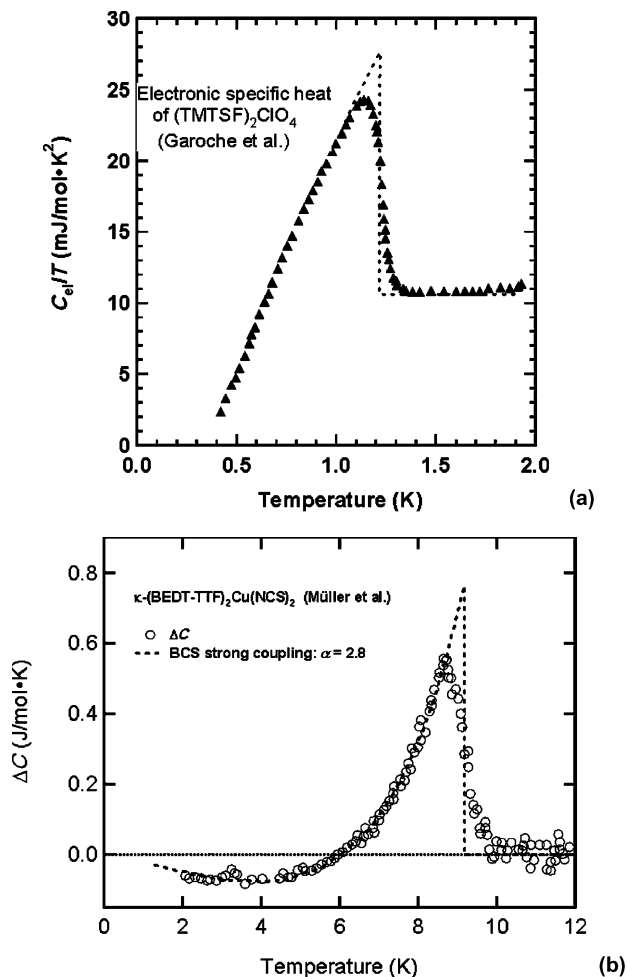 30
25
20
15
10
5
0
C_el/T (mJ/mol•K²)
Electronic specific heat
of (TMTSF)₂ClO₄
(Garoche et al.)
0.0 0.5 1.0 1.5 2.0
Temperature (K)
(a)
0.8
0.6
0.4
0.2
0.0
ΔC (J/mol•K)
κ-(BEDT-TTF)₂Cu(NCS)₂ (Müller et al.)
ΔC
BCS strong coupling: α = 2.8
0 2 4 6 8 10 12
Temperature (K)
(b)